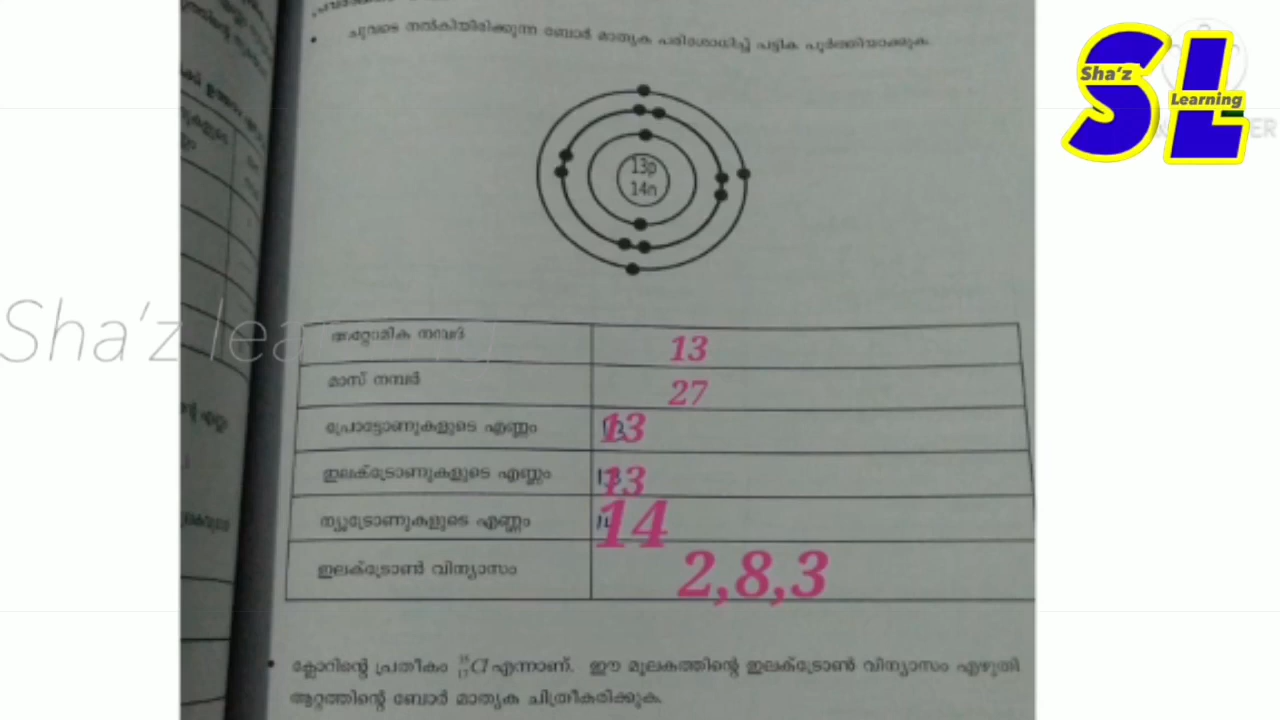 ചുവടെ നൽകിയിരിക്കുന്ന ബോർ മാതൃക പരിശോധിച്ച് പട്ടിക പൂർത്തിയാക്കുക.
Sha'z
SL
Learning
13p
14n
Sha'z
അറ്റോമിക നമ്പർ 13
മാസ് നമ്പർ 27
പ്രോട്ടോണുകളുടെ എണ്ണം 13
ഇലക്ട്രോണുകളുടെ എണ്ണം 13
ന്യൂട്രോണുകളുടെ എണ്ണം 14
ഇലക്ട്രോൺ വിന്യാസം 2,8,3
• ക്ലോറിന്റെ പ്രതീകം ³⁵₁₇Cl എന്നാണ്. ഈ മൂലകത്തിന്റെ ഇലക്ട്രോൺ വിന്യാസം എഴുതി
ആറ്റത്തിന്റെ ബോർ മാതൃക ചിത്രീകരിക്കുക.